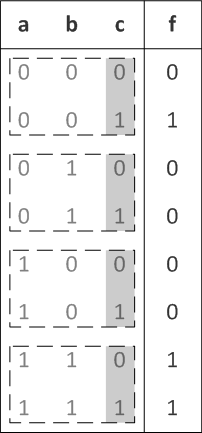 a b c f
0 0 0 0
0 0 1 1
0 1 0 0
0 1 1 0
1 0 0 0
1 0 1 0
1 1 0 1
1 1 1 1